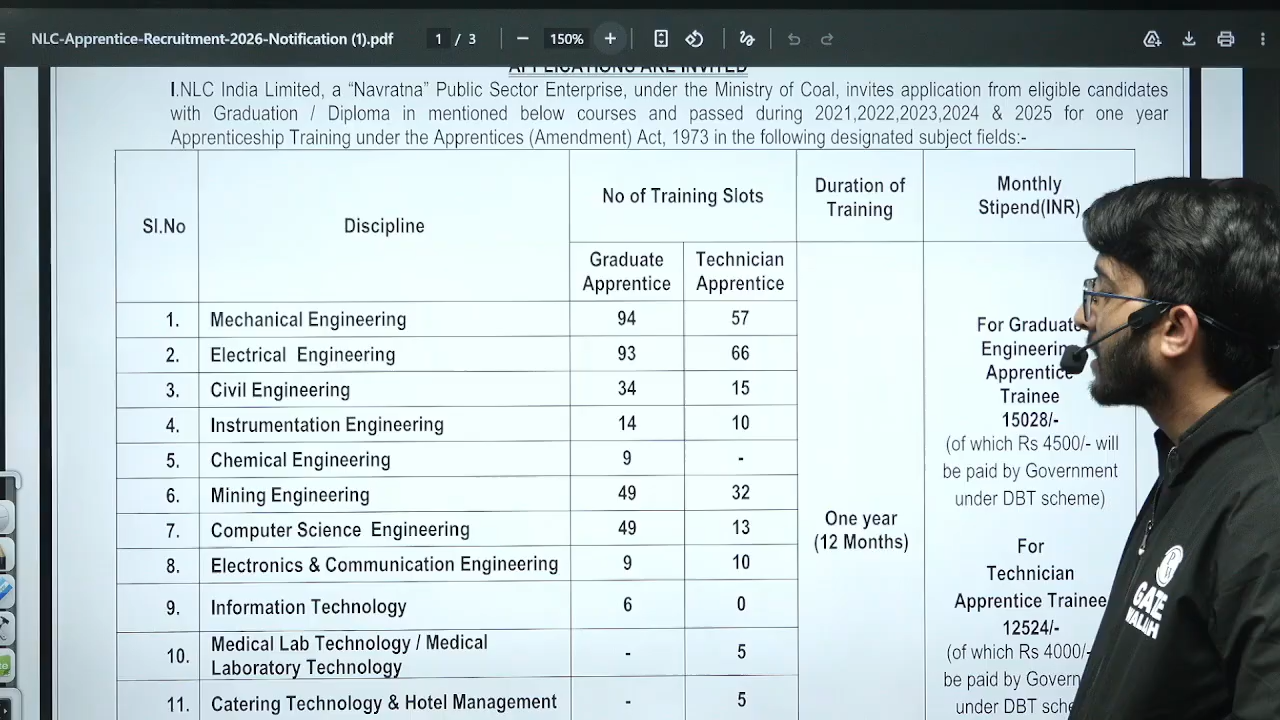 NLC-Apprentice-Recruitment-2026-Notification (1).pdf 1 / 3 150%
APPLICATIONS ARE INVITED
I.NLC India Limited, a “Navratna” Public Sector Enterprise, under the Ministry of Coal, invites application from eligible candidates
with Graduation / Diploma in mentioned below courses and passed during 2021,2022,2023,2024 & 2025 for one year
Apprenticeship Training under the Apprentices (Amendment) Act, 1973 in the following designated subject fields:-
Sl.No Discipline No of Training Slots Duration of Training Monthly Stipend(INR)
Graduate Apprentice Technician Apprentice
1. Mechanical Engineering 94 57
2. Electrical Engineering 93 66
3. Civil Engineering 34 15
4. Instrumentation Engineering 14 10
5. Chemical Engineering 9 -
6. Mining Engineering 49 32
7. Computer Science Engineering 49 13
8. Electronics & Communication Engineering 9 10
9. Information Technology 6 0
10. Medical Lab Technology / Medical
Laboratory Technology - 5
11. Catering Technology & Hotel Management - 5
One year
(12 Months)
For Graduate
Engineering
Apprentice
Trainee
15028/-
(of which Rs 4500/- will
be paid by Government
under DBT scheme)
For
Technician
Apprentice Trainee
12524/-
(of which Rs 4000/-
be paid by Govern
under DBT sche
PW
GATE
WALLAH